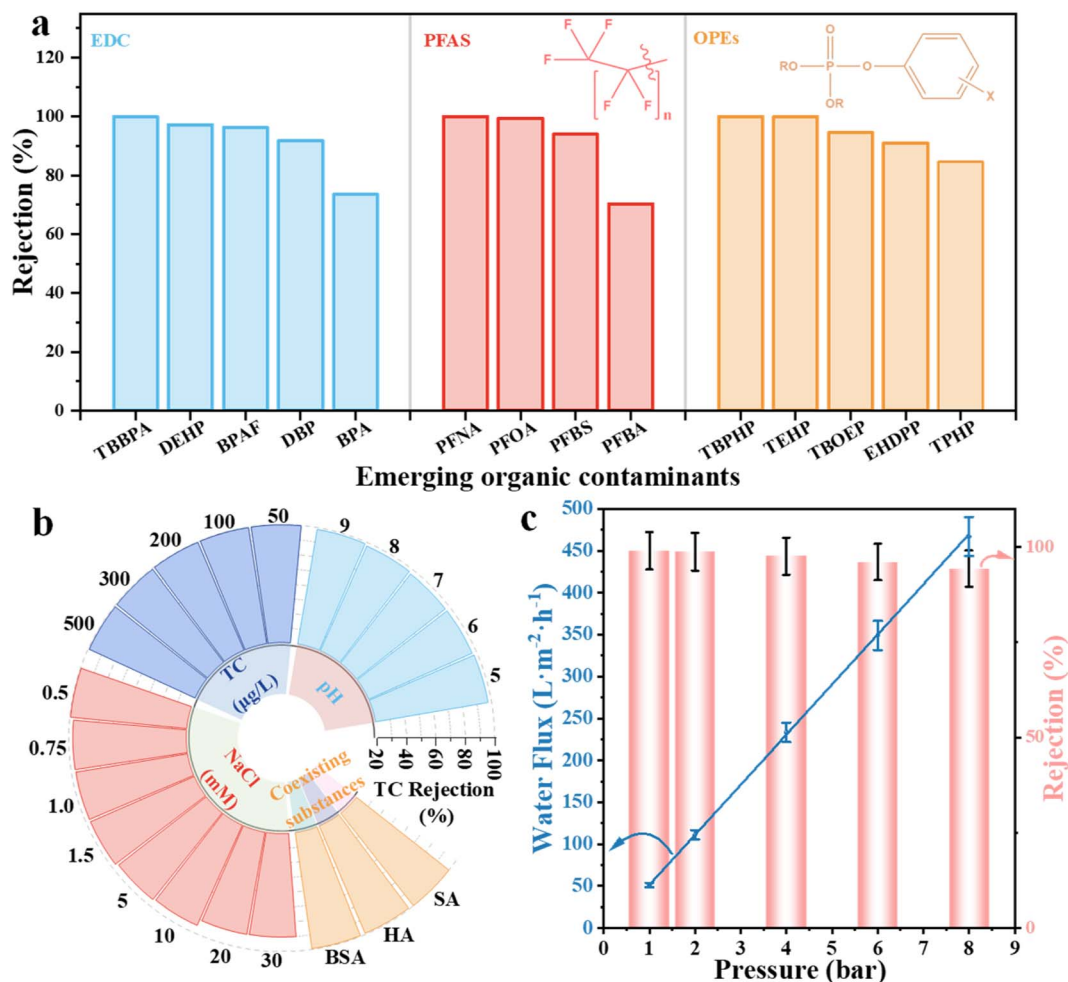 a
EDC
PFAS
OPEs
F
F
F
F
F
n
O
RO
P
O
OR
X
Rejection (%)
120
100
80
60
40
20
0
TBBPA
DEHP
BPAF
DBP
BPA
PFNA
PFOA
PFBS
PFBA
TBPHP
TEHP
TBOEP
EHDPP
TPHP
Emerging organic contaminants
b
50
100
200
300
500
TC
(μg/L)
9
8
7
6
5
pH
0.5
0.75
1.0
1.5
5
10
20
30
NaCl
(mM)
Coexisting
substances
BSA
HA
SA
20
40
60
80
100
TC Rejection
(%)
c
Water Flux (L·m⁻²·h⁻¹)
500
450
400
350
300
250
200
150
100
50
0
0
1
2
3
4
5
6
7
8
9
Pressure (bar)
100
50
0
Rejection (%)